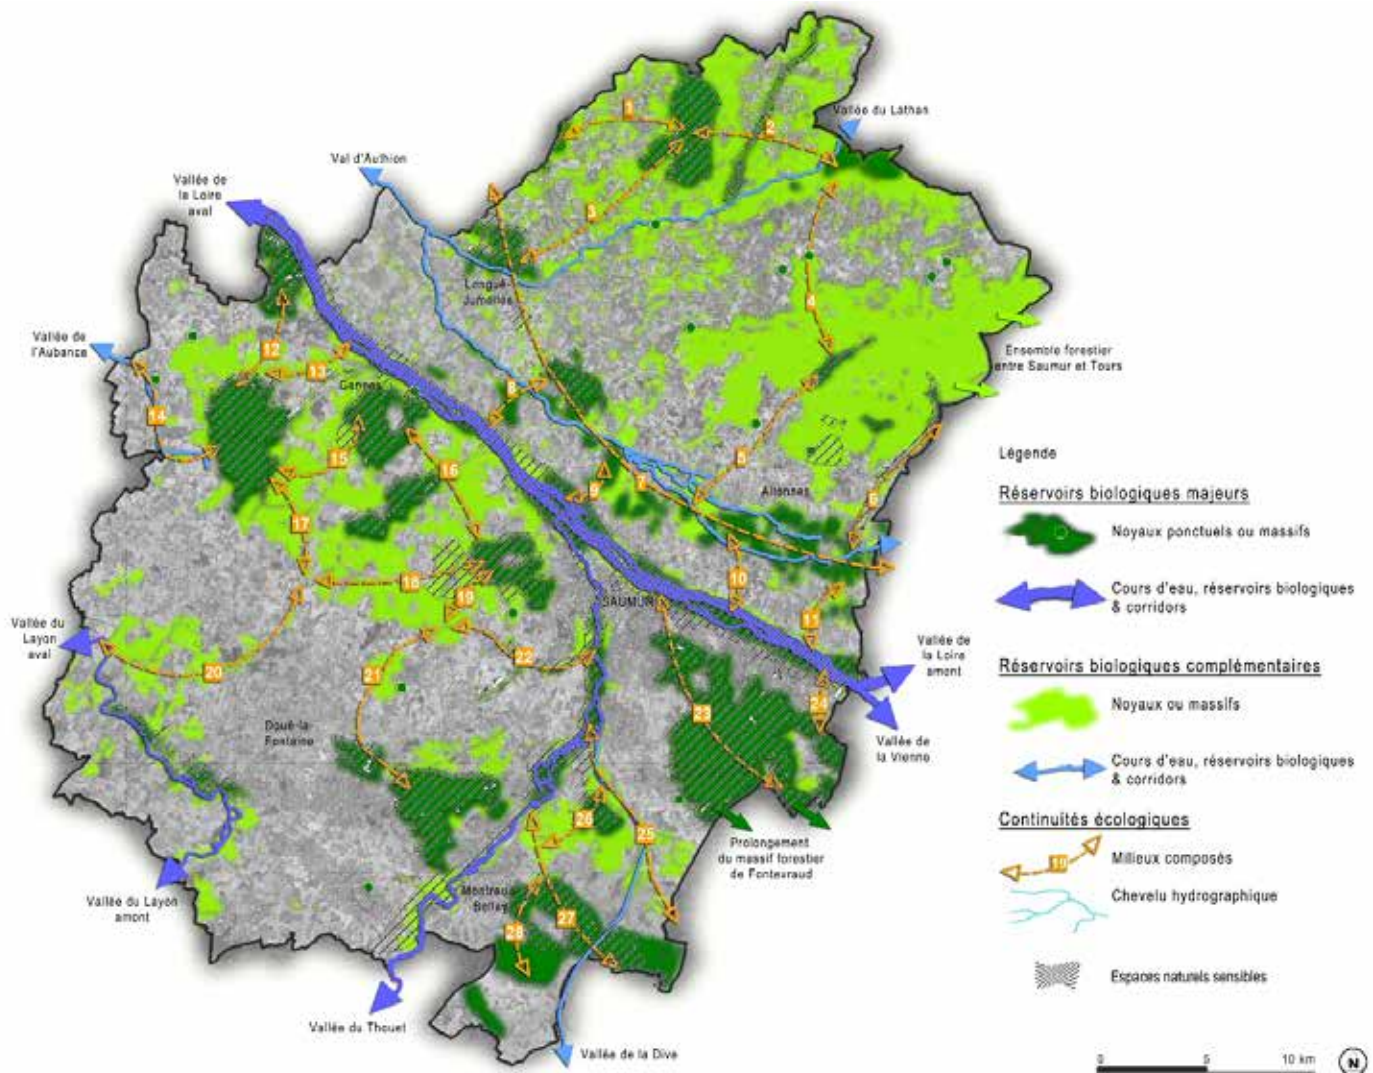 Vallée du Lathan
Val d'Authion
Vallée de
la Loire
aval
Longué-
Jumelles
Vallée de
l'Aubance
Gennes
Ensemble forestier
entre Saumur et Tours
Allonnes
SAUMUR
Vallée du
Layon
aval
Vallée de
la Loire
amont
Vallée de
la Vienne
Doué-la-
Fontaine
Prolongement
du massif forestier
de Fontevraud
Vallée du Layon
amont
Montreuil-
Bellay
Vallée du Thouet
Vallée de la Dive
1
2
3
4
5
6
7
8
9
10
11
12
13
14
15
16
17
18
19
20
21
22
23
24
25
26
27
28
Légende
Réservoirs biologiques majeurs
Noyaux ponctuels ou massifs
Cours d'eau, réservoirs biologiques
& corridors
Réservoirs biologiques complémentaires
Noyaux ou massifs
Cours d'eau, réservoirs biologiques
& corridors
Continuités écologiques
19
Milieux composés
Chevelu hydrographique
Espaces naturels sensibles
0 5 10 km
N